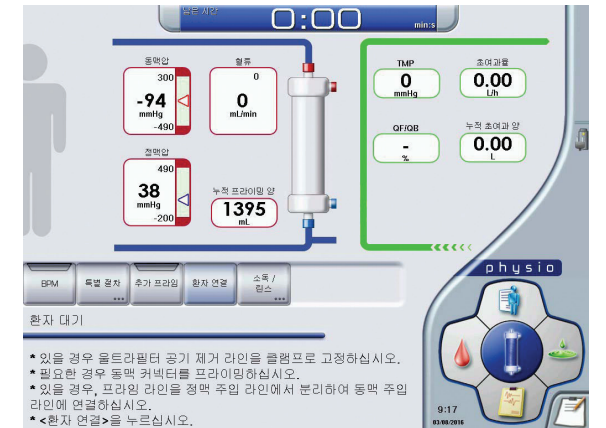 0:00
min:s
동맥압
300
-94
mmHg
-490
혈류
0
0
mL/min
정맥압
490
38
mmHg
-200
누적 프라이밍 양
1395
mL
TMP
0
mmHg
초여과율
0.00
L/h
QF/QB
-
%
누적 초여과 양
0.00
L
physio
BPM
특별 절차
...
추가 프라임
환자 연결
소독 /
린스
...
환자 대기
* 있을 경우 울트라필터 공기 제거 라인을 클램프로 고정하십시오.
* 필요한 경우 동맥 커넥터를 프라이밍하십시오.
* 있을 경우, 프라임 라인을 정맥 주입 라인에서 분리하여 동맥 주입
라인에 연결하십시오.
* <환자 연결>을 누르십시오.
9:17
03/08/2016